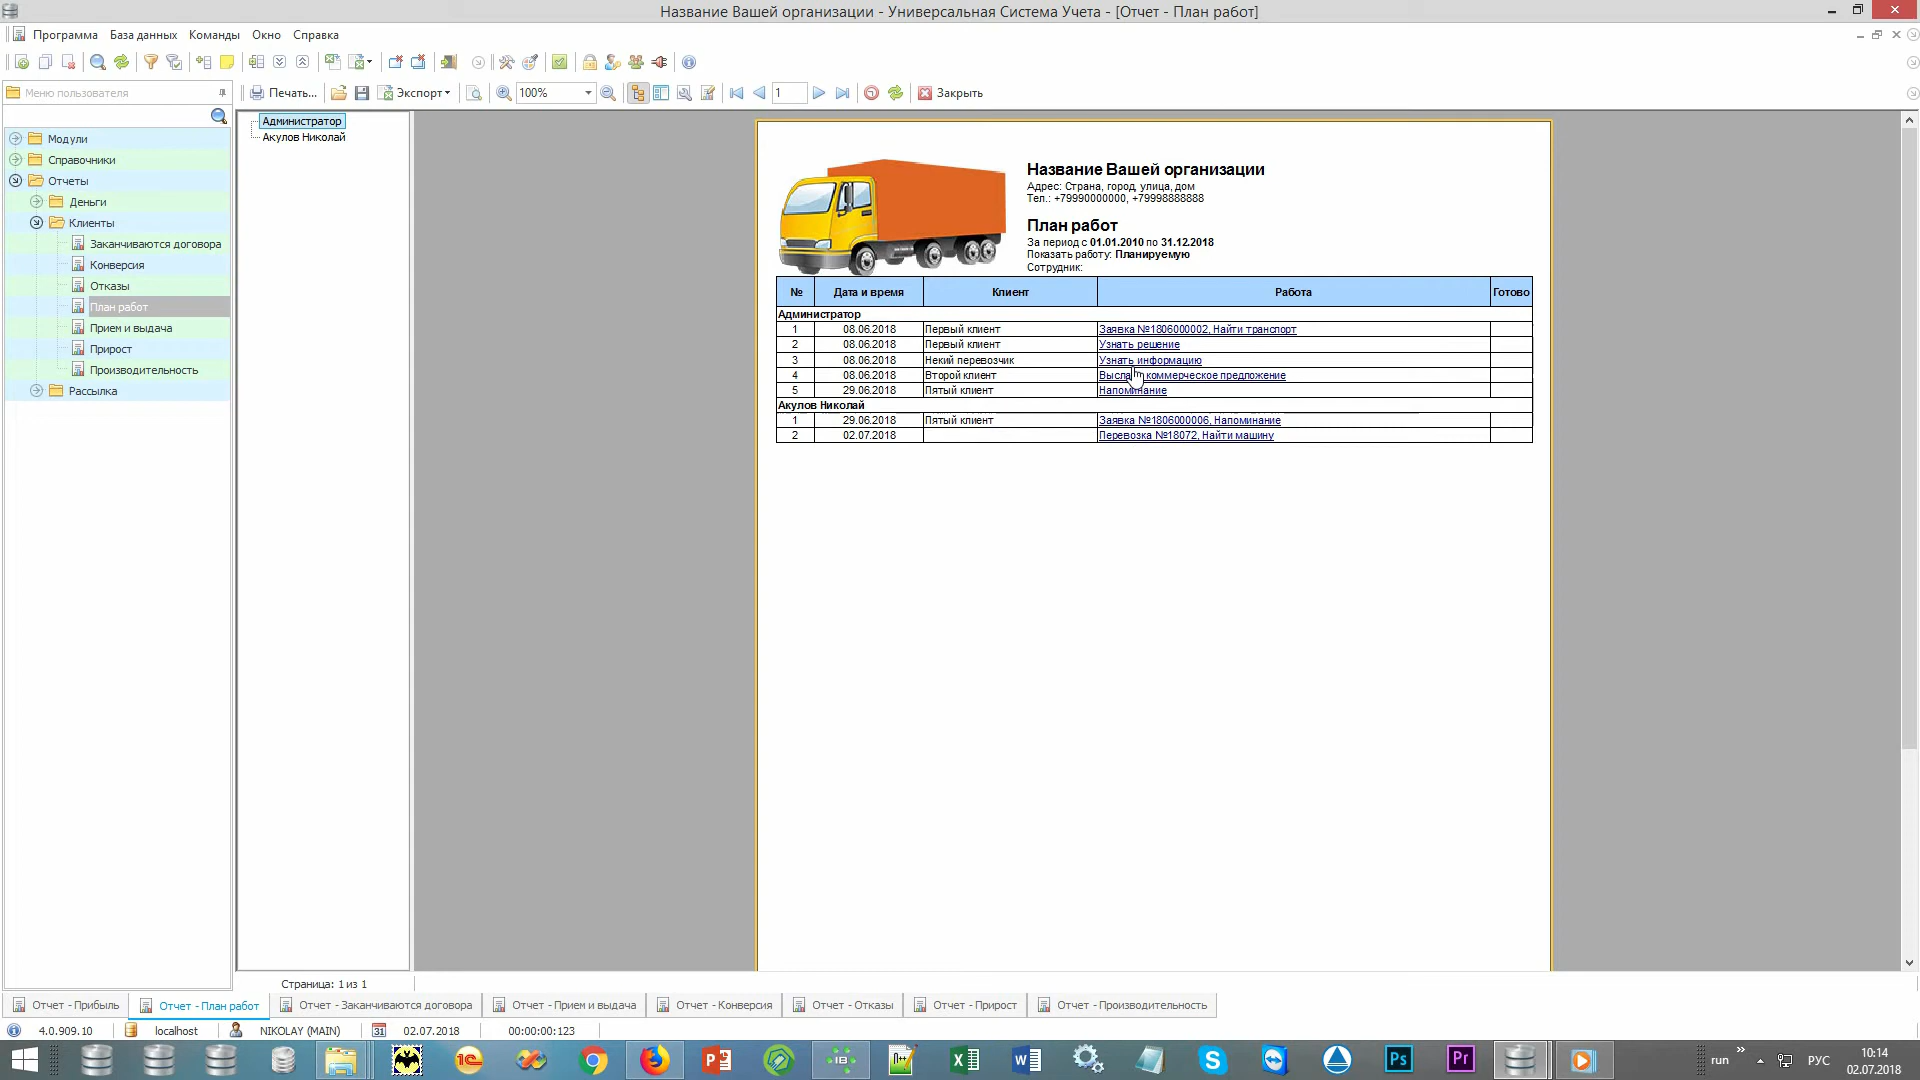 Название Вашей организации - Универсальная Система Учета - [Отчет - План работ]
Программа База данных Команды Окно Справка
Меню пользователя
Печать... Экспорт 100% 1 Закрыть
Модули
Справочники
Отчеты
Деньги
Клиенты
Заканчиваются договора
Конверсия
Отказы
План работ
Прием и выдача
Прирост
Производительность
Рассылка
Администратор
Акулов Николай
Название Вашей организации
Адрес: Страна, город, улица, дом
Тел.: +79990000000, +79998888888
План работ
За период с 01.01.2010 по 31.12.2018
Показать работу: Планируемую
Сотрудник:
№ Дата и время Клиент Работа Готово
Администратор
1 08.06.2018 Первый клиент Заявка №1806000002, Найти транспорт
2 08.06.2018 Первый клиент Узнать решение
3 08.06.2018 Некий перевозчик Узнать информацию
4 08.06.2018 Второй клиент коммерческое предложение
5 29.06.2018 Пятый клиент Напоминание
Акулов Николай
1 29.06.2018 Пятый клиент Заявка №1806000006, Напоминание
2 02.07.2018 Перевозка №18072, Найти машину
Страница: 1 из 1
Отчет - Прибыль Отчет - План работ Отчет - Заканчиваются договора Отчет - Прием и выдача Отчет - Конверсия Отчет - Отказы Отчет - Прирост Отчет - Производительность
4.0.909.10 localhost NIKOLAY (MAIN) 31 02.07.2018 00:00:00:123
1C P IB n++ X W S Ps Pr run » РУС 10:14
02.07.2018